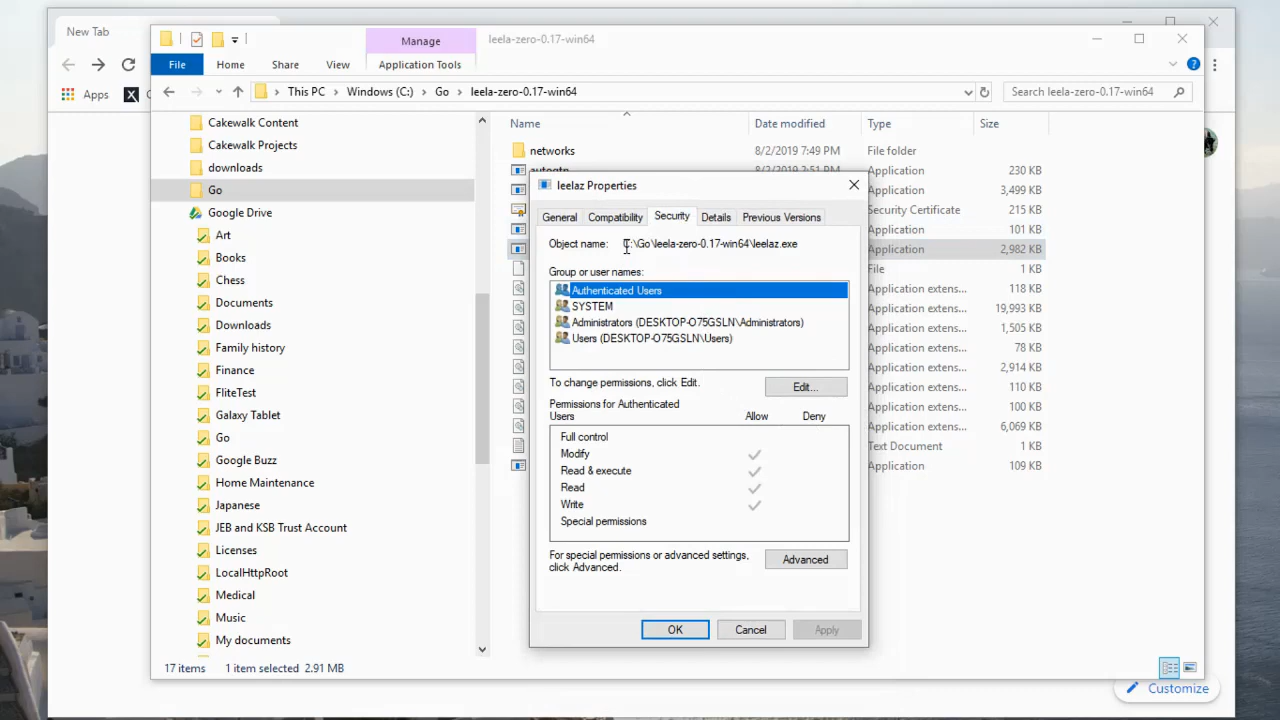 New Tab
leela-zero-0.17-win64
Manage
File
Home
Share
View
Application Tools
Apps
This PC > Windows (C:) > Go > leela-zero-0.17-win64
Search leela-zero-0.17-win64
Cakewalk Content
Cakewalk Projects
downloads
Go
Google Drive
Art
Books
Chess
Documents
Downloads
Family history
Finance
FliteTest
Galaxy Tablet
Go
Google Buzz
Home Maintenance
Japanese
JEB and KSB Trust Account
Licenses
LocalHttpRoot
Medical
Music
My documents
Name
Date modified
Type
Size
networks
8/2/2019 7:49 PM
File folder
Application
230 KB
Application
3,499 KB
Security Certificate
215 KB
Application
101 KB
Application
2,982 KB
File
1 KB
Application extens...
118 KB
Application extens...
19,993 KB
Application extens...
1,505 KB
Application extens...
78 KB
Application extens...
2,914 KB
Application extens...
110 KB
Application extens...
100 KB
Application extens...
6,069 KB
Text Document
1 KB
Application
109 KB
leelaz Properties
General
Compatibility
Security
Details
Previous Versions
Object name: C:\Go\leela-zero-0.17-win64\leelaz.exe
Group or user names:
Authenticated Users
SYSTEM
Administrators (DESKTOP-O75GSLN\Administrators)
Users (DESKTOP-O75GSLN\Users)
To change permissions, click Edit.
Edit...
Permissions for Authenticated
Users
Allow
Deny
Full control
Modify
Read & execute
Read
Write
Special permissions
For special permissions or advanced settings,
click Advanced.
Advanced
OK
Cancel
Apply
17 items
1 item selected 2.91 MB
Customize